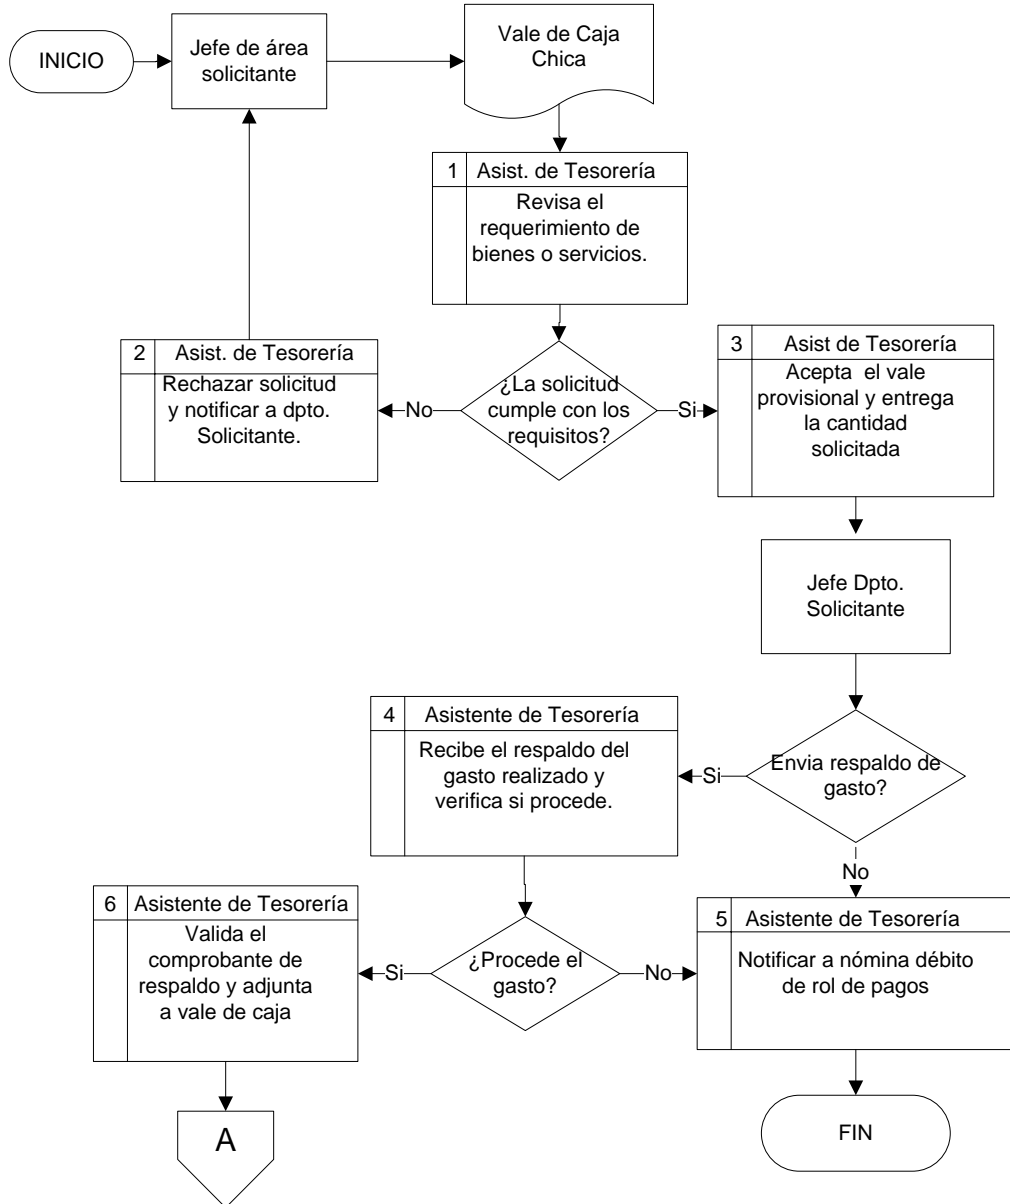 INICIO
Jefe de área
solicitante
Vale de Caja
Chica
1 Asist. de Tesorería
Revisa el
requerimiento de
bienes o servicios.
¿La solicitud
cumple con los
requisitos?
No
Si
2 Asist. de Tesorería
Rechazar solicitud
y notificar a dpto.
Solicitante.
3 Asist de Tesorería
Acepta el vale
provisional y entrega
la cantidad
solicitada
Jefe Dpto.
Solicitante
Envia respaldo de
gasto?
Si
No
4 Asistente de Tesorería
Recibe el respaldo del
gasto realizado y
verifica si procede.
¿Procede el
gasto?
Si
No
5 Asistente de Tesorería
Notificar a nómina débito
de rol de pagos
6 Asistente de Tesorería
Valida el
comprobante de
respaldo y adjunta
a vale de caja
A
FIN